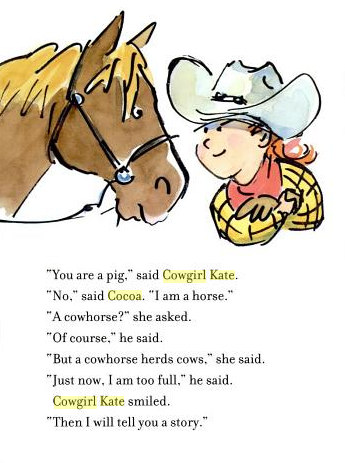 "You are a pig," said Cowgirl Kate.
"No," said Cocoa. "I am a horse."
"A cowhorse?" she asked.
"Of course," he said.
"But a cowhorse herds cows," she said.
"Just now, I am too full," he said.
Cowgirl Kate smiled.
"Then I will tell you a story."